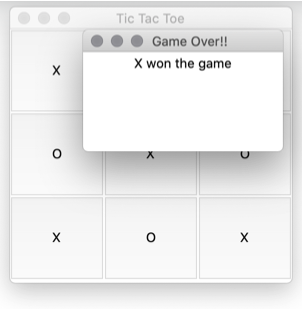 Tic Tac Toe
Game Over!!
X won the game
X
O X O
X O X